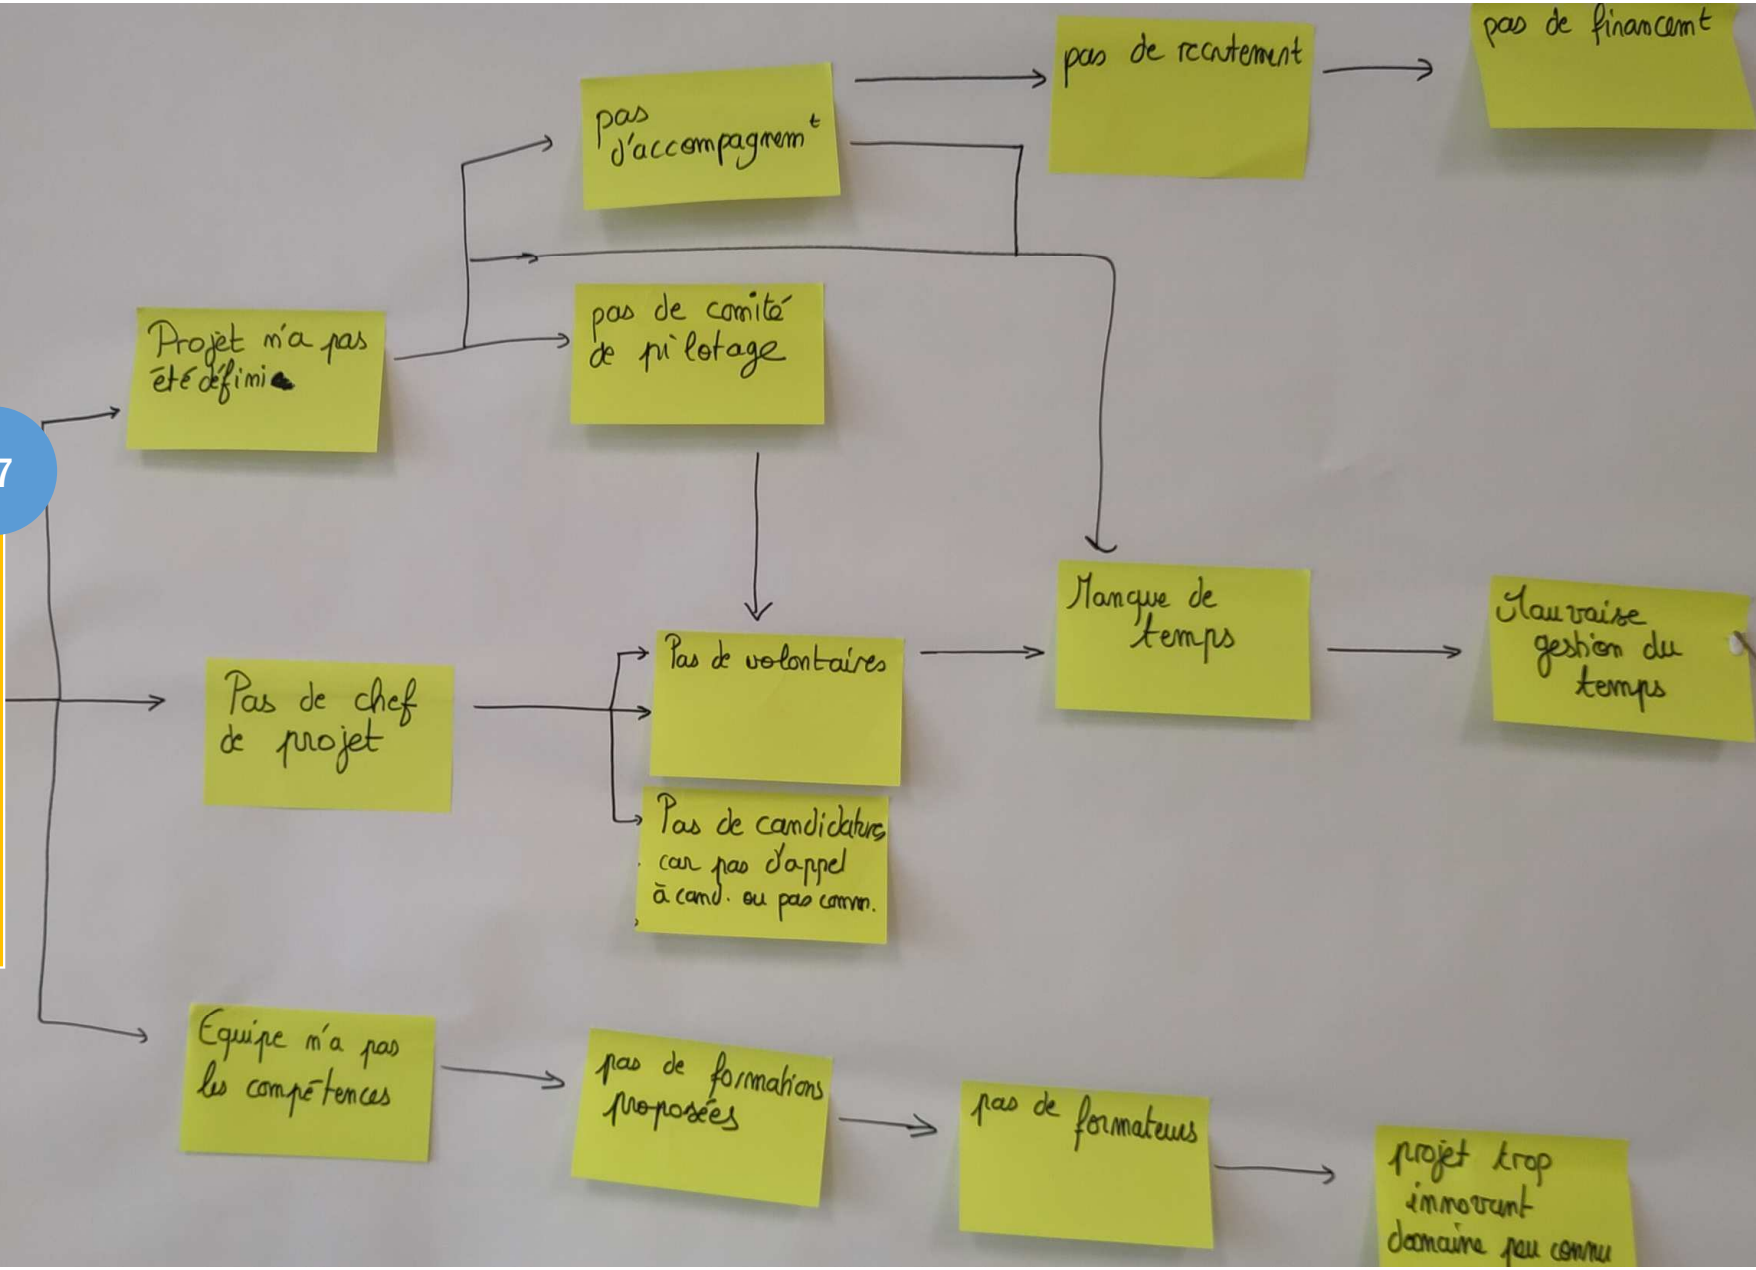 pas de financemt
pas de recrutement
pas
d'accompagnemt
pas de comité
de pilotage
Projet n'a pas
été défini
7
Manque de
temps
Mauvaise
gestion du
temps
Pas de volontaires
Pas de chef
de projet
Pas de candidatures
car pas d'appel
à cand. ou pas comm.
Equipe n'a pas
les compétences
pas de formations
proposées
pas de formateurs
projet trop
innovant
domaine peu connu